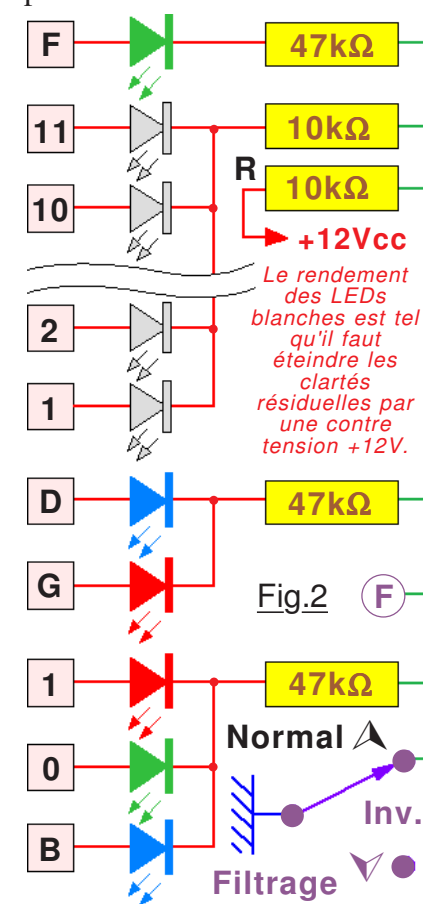 F 47kΩ
11 10kΩ
R
10 10kΩ
+12Vcc
Le rendement
des LEDs
blanches est tel
qu'il faut
éteindre les
clartés
résiduelles par
une contre
tension +12V.
2
1
D 47kΩ
G Fig.2 F
1 47kΩ
Normal
0
Inv.
B
Filtrage